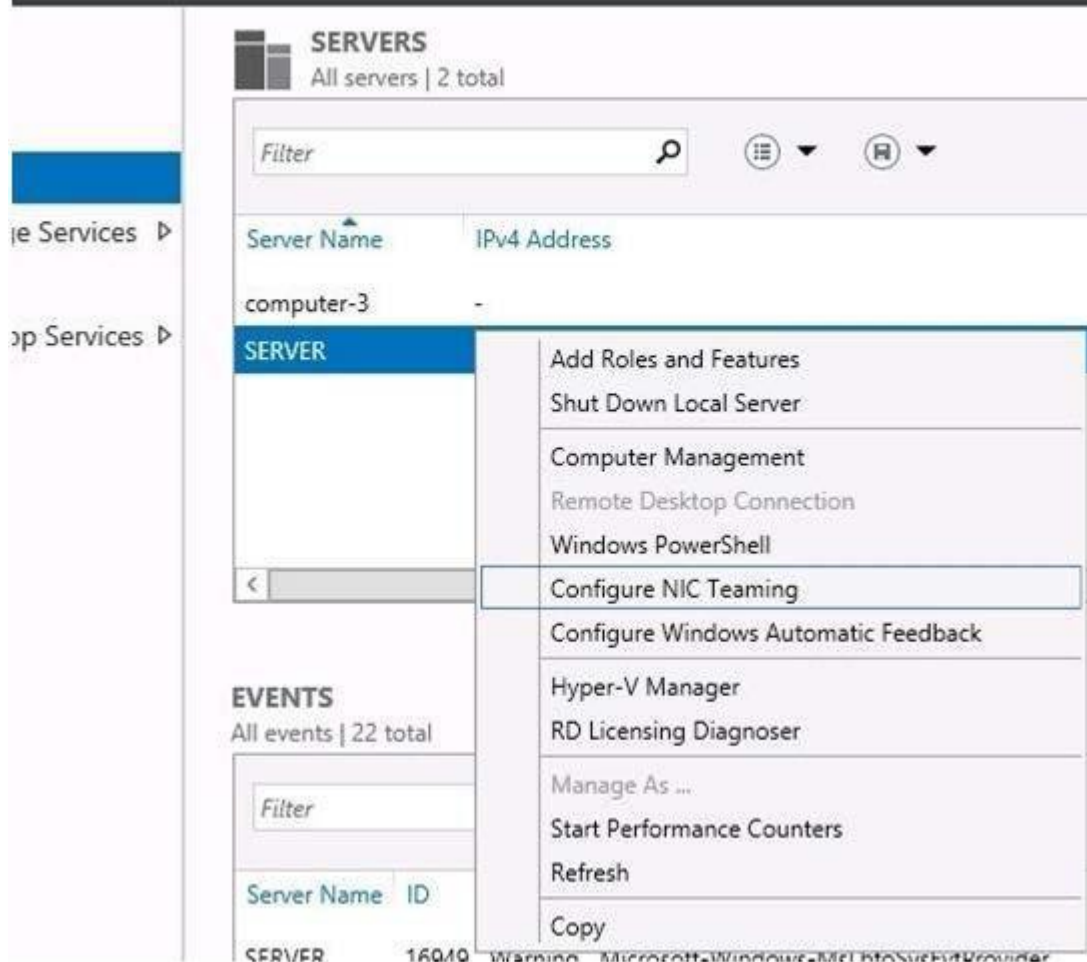 SERVERS
All servers | 2 total
Filter
Server Name IPv4 Address
computer-3 -
SERVER
ge Services
op Services
Add Roles and Features
Shut Down Local Server
Computer Management
Remote Desktop Connection
Windows PowerShell
Configure NIC Teaming
Configure Windows Automatic Feedback
Hyper-V Manager
RD Licensing Diagnoser
Manage As ...
Start Performance Counters
Refresh
Copy
EVENTS
All events | 22 total
Filter
Server Name ID
SERVER 16949 Warning